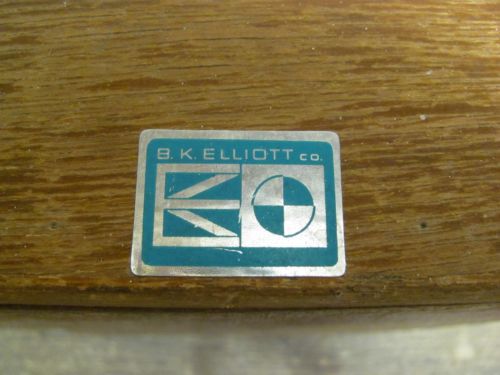 B. K. ELLIOTT CO.